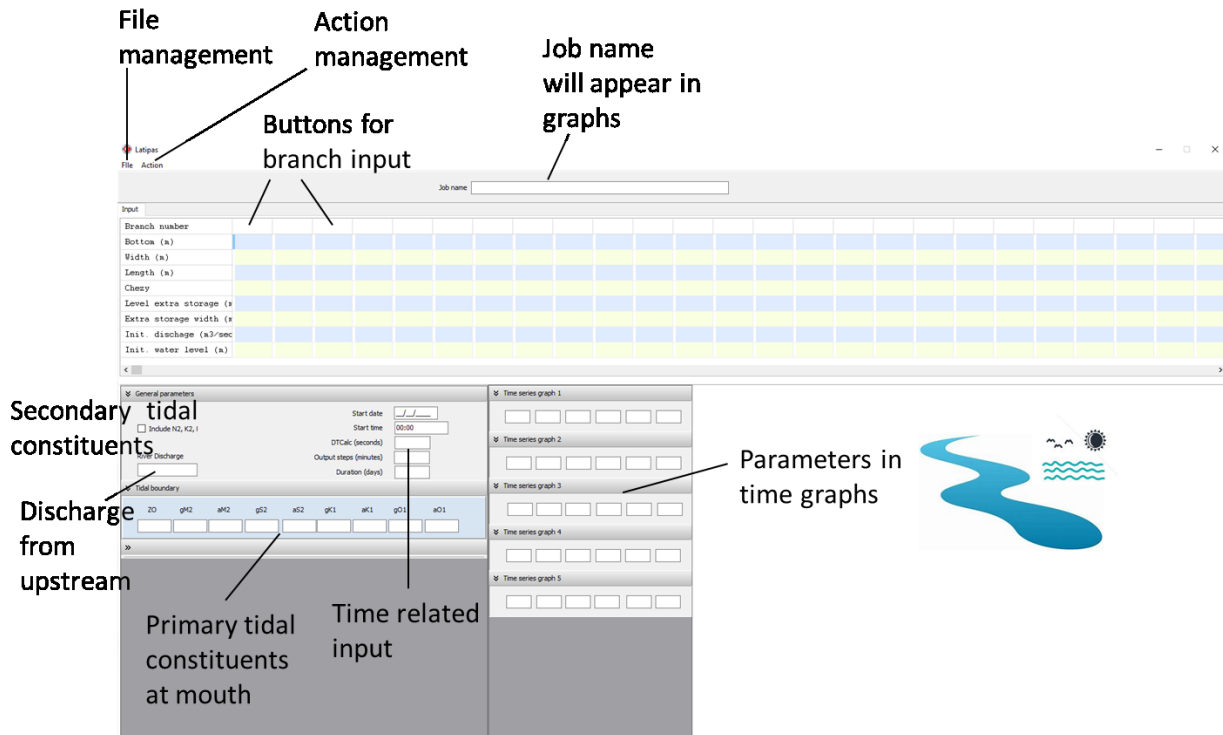 File
management
Action
management
Job name
will appear in
graphs
Buttons for
branch input
Latipas
File Action
Job name
Input
Branch number
Bottom (m)
Width (m)
Length (m)
Chezy
Level extra storage (m
Extra storage width (m
Init. dischage (m3/sec
Init. water level (m)
General parameters
Secondary tidal
constituents
Include N2, K2, l
Start date
__/__/____
Start time
00:00
DTCalc (seconds)
River Discharge
Output steps (minutes)
Duration (days)
Discharge
from
upstream
Tidal boundary
ZO gM2 aM2 gS2 aS2 gK1 aK1 gO1 aO1
Primary tidal
constituents
at mouth
Time related
input
Time series graph 1
Time series graph 2
Time series graph 3
Time series graph 4
Time series graph 5
Parameters in
time graphs